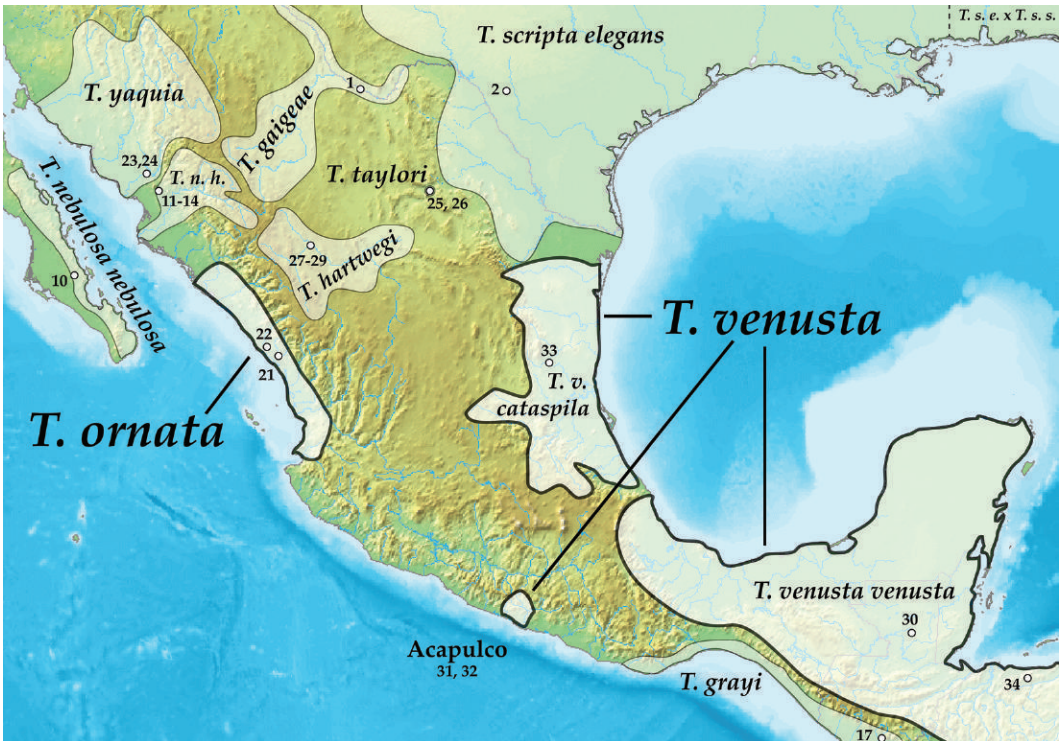 T. s. e. x T. s. s.
T. scripta elegans
1
2
T. yaquia
T. gaigeae
23,24
T. n. h.
11-14
T. taylori
25, 26
T. nebulosa nebulosa
10
27-29
T. hartwegi
T. venusta
22
21
33
T. v.
cataspila
T. ornata
T. venusta venusta
30
Acapulco
31, 32
T. grayi
34
17